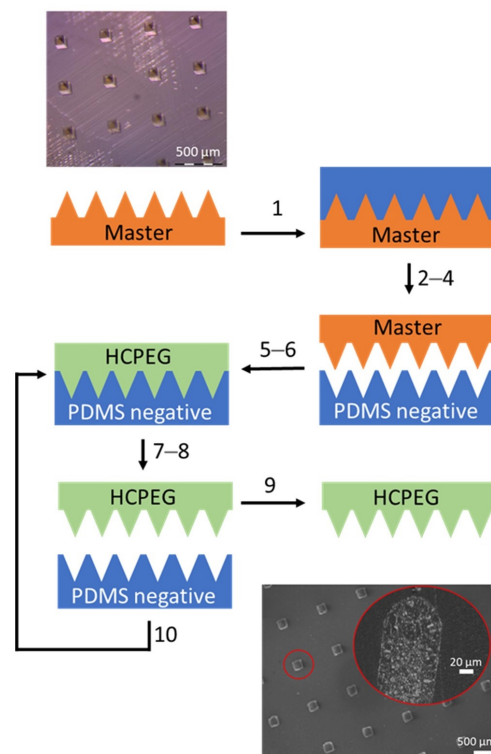 500 µm
1
Master
Master
2–4
Master
5–6
HCPEG
PDMS negative
PDMS negative
7–8
9
HCPEG
HCPEG
PDMS negative
10
20 µm
500 µm